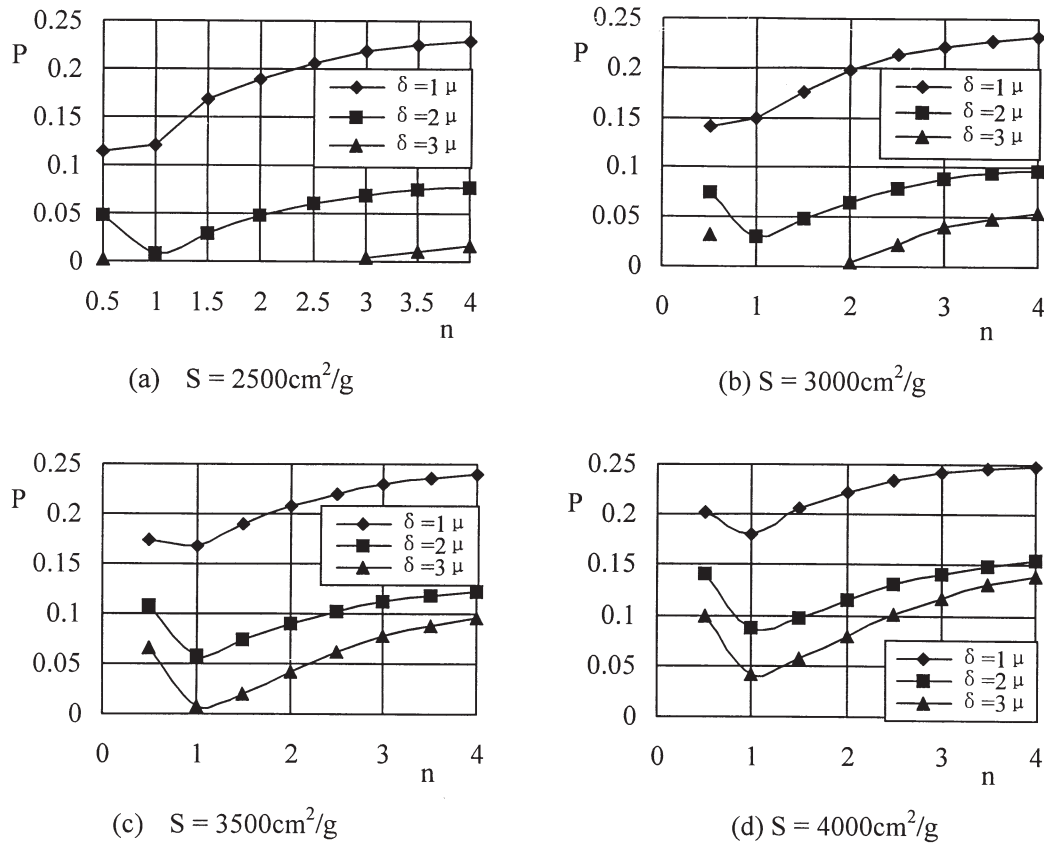 0.25
P
0.2
0.15
0.1
0.05
0
0.5 1 1.5 2 2.5 3 3.5 4
n
δ =1 μ
δ =2 μ
δ =3 μ
(a) S = 2500cm²/g
0.25
P
0.2
0.15
0.1
0.05
0
0 1 2 3 4
n
δ =1 μ
δ =2 μ
δ =3 μ
(b) S = 3000cm²/g
0.25
P
0.2
0.15
0.1
0.05
0
0 1 2 3 4
n
δ =1 μ
δ =2 μ
δ =3 μ
(c) S = 3500cm²/g
0.25
P
0.2
0.15
0.1
0.05
0
0 1 2 3 4
n
δ =1 μ
δ =2 μ
δ =3 μ
(d) S = 4000cm²/g